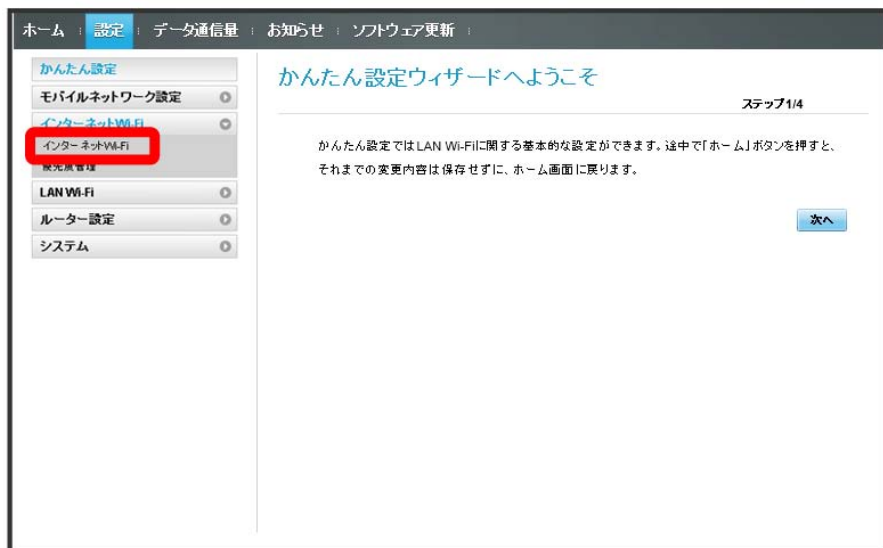 ホーム 設定 データ通信量 お知らせ ソフトウェア更新
かんたん設定
モバイルネットワーク設定
インターネットWi-Fi
インターネットWi-Fi
優先度管理
LAN Wi-Fi
ルーター設定
システム
かんたん設定ウィザードへようこそ
ステップ1/4
かんたん設定ではLAN Wi-Fiに関する基本的な設定ができます。途中で「ホーム」ボタンを押すと、
それまでの変更内容は保存せずに、ホーム画面に戻ります。
次へ